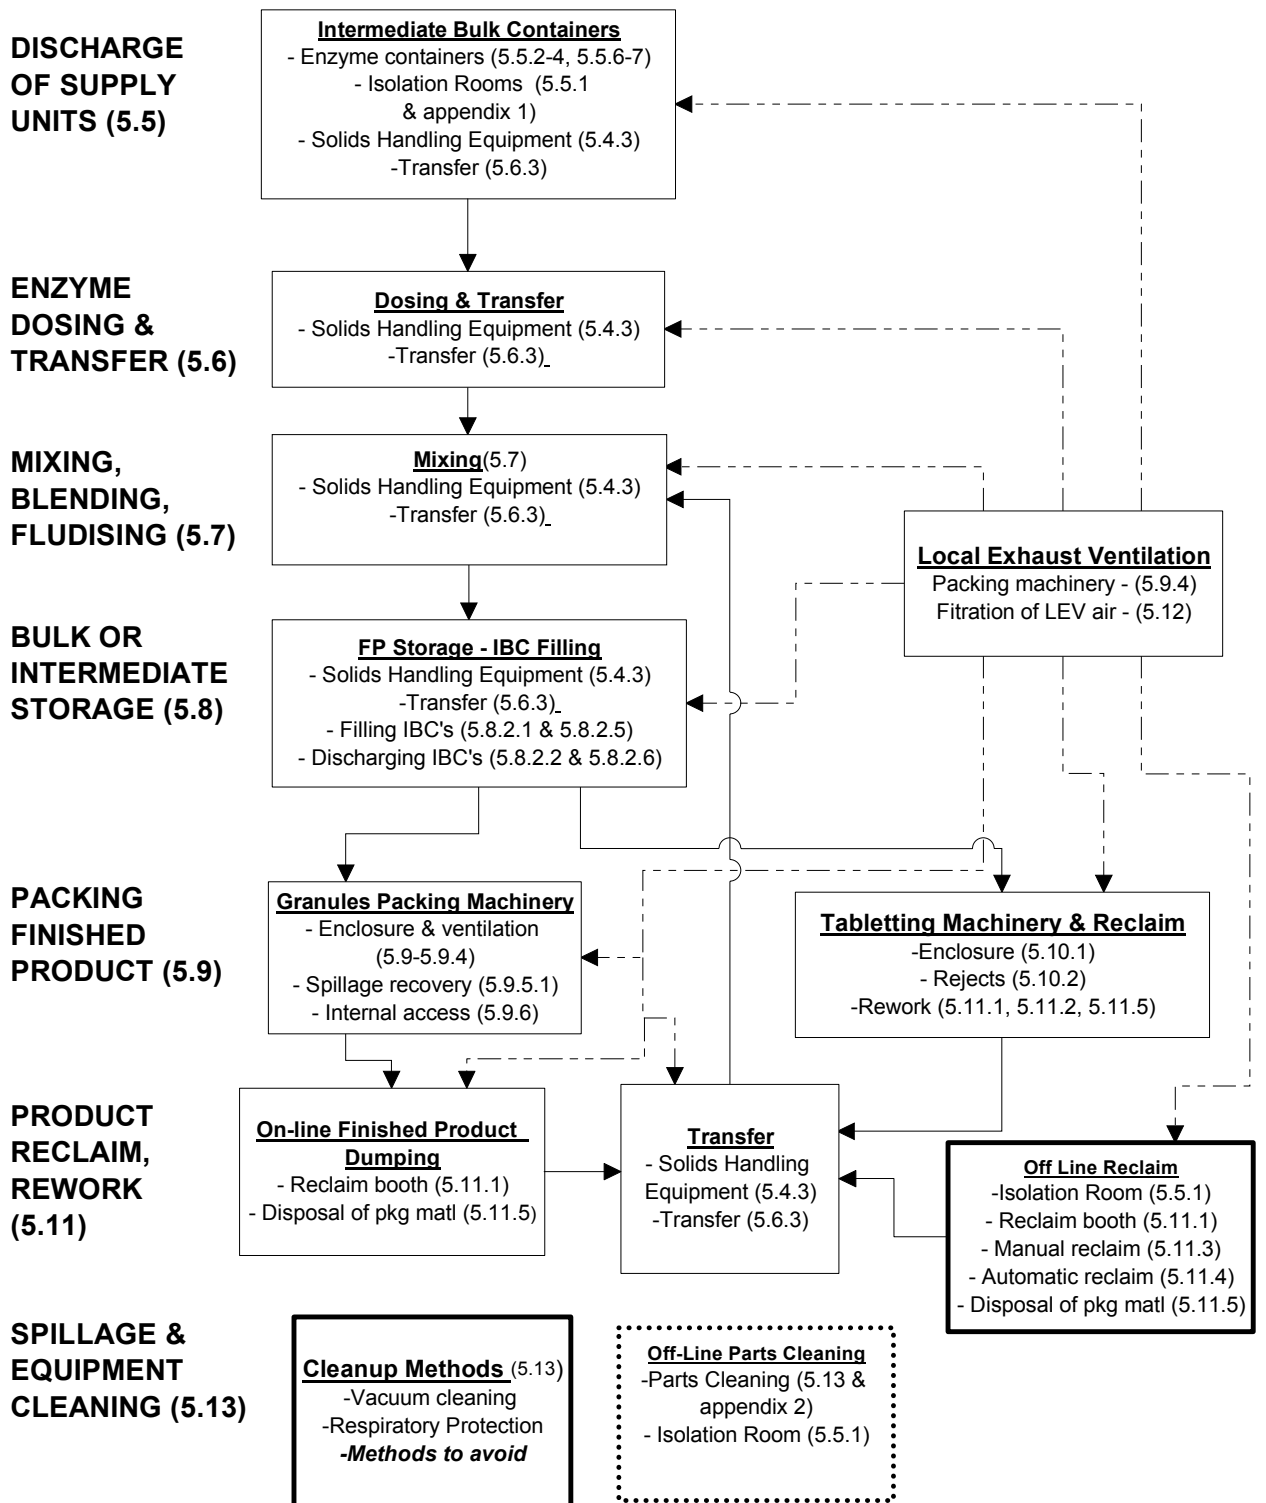 DISCHARGE
OF SUPPLY
UNITS (5.5)
Intermediate Bulk Containers
- Enzyme containers (5.5.2-4, 5.5.6-7)
- Isolation Rooms (5.5.1
& appendix 1)
- Solids Handling Equipment (5.4.3)
-Transfer (5.6.3)
ENZYME
DOSING &
TRANSFER (5.6)
Dosing & Transfer
- Solids Handling Equipment (5.4.3)
-Transfer (5.6.3)
MIXING,
BLENDING,
FLUDISING (5.7)
Mixing(5.7)
- Solids Handling Equipment (5.4.3)
-Transfer (5.6.3)
Local Exhaust Ventilation
Packing machinery - (5.9.4)
Fitration of LEV air - (5.12)
BULK OR
INTERMEDIATE
STORAGE (5.8)
FP Storage - IBC Filling
- Solids Handling Equipment (5.4.3)
-Transfer (5.6.3)
- Filling IBC's (5.8.2.1 & 5.8.2.5)
- Discharging IBC's (5.8.2.2 & 5.8.2.6)
PACKING
FINISHED
PRODUCT (5.9)
Granules Packing Machinery
- Enclosure & ventilation
(5.9-5.9.4)
- Spillage recovery (5.9.5.1)
- Internal access (5.9.6)
Tabletting Machinery & Reclaim
-Enclosure (5.10.1)
- Rejects (5.10.2)
-Rework (5.11.1, 5.11.2, 5.11.5)
PRODUCT
RECLAIM,
REWORK
(5.11)
On-line Finished Product
Dumping
- Reclaim booth (5.11.1)
- Disposal of pkg matl (5.11.5)
Transfer
- Solids Handling
Equipment (5.4.3)
-Transfer (5.6.3)
Off Line Reclaim
-Isolation Room (5.5.1)
- Reclaim booth (5.11.1)
- Manual reclaim (5.11.3)
- Automatic reclaim (5.11.4)
- Disposal of pkg matl (5.11.5)
SPILLAGE &
EQUIPMENT
CLEANING (5.13)
Cleanup Methods (5.13)
-Vacuum cleaning
-Respiratory Protection
-Methods to avoid
Off-Line Parts Cleaning
-Parts Cleaning (5.13 &
appendix 2)
- Isolation Room (5.5.1)